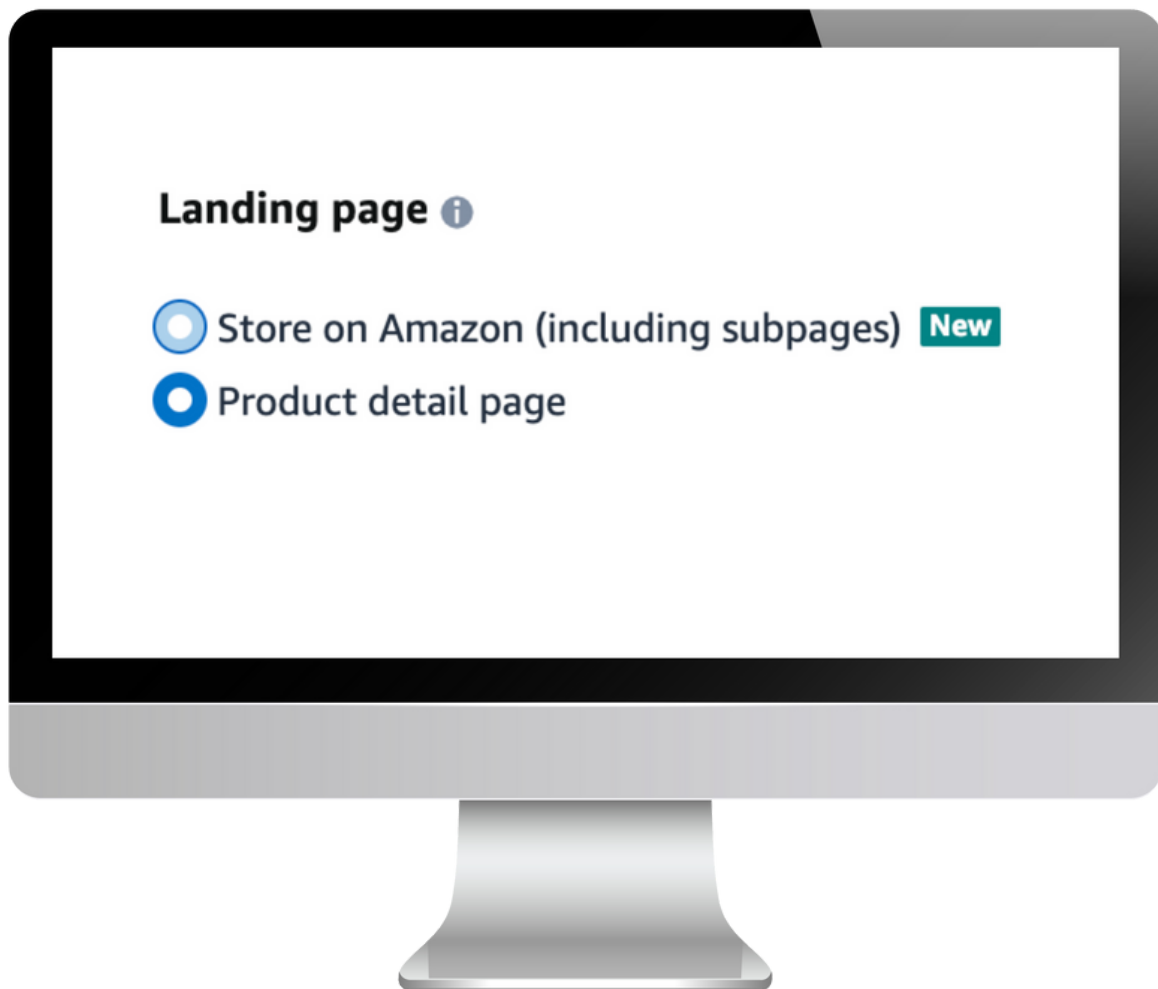 Landing page
Store on Amazon (including subpages) New
Product detail page